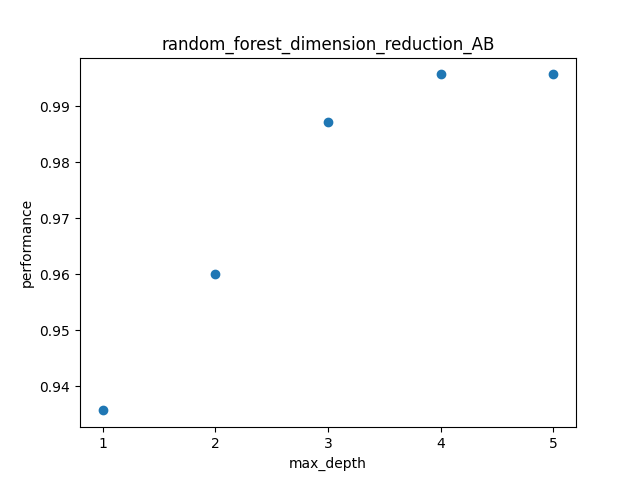 random_forest_dimension_reduction_AB
0.99
0.98
0.97
0.96
0.95
0.94
performance
1 2 3 4 5
max_depth